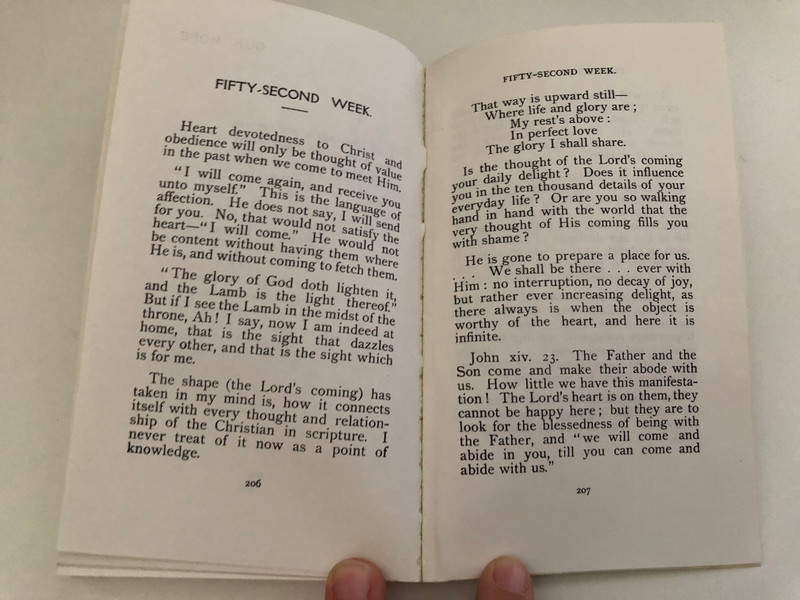 FIFTY-SECOND WEEK.
Heart devotedness to Christ and
obedience will only be thought of value
in the past when we come to meet Him.
"I will come again, and receive you
unto myself." This is the language of
affection. He does not say, I will send
for you. No, that would not satisfy the
heart—"I will come." He would not
be content without having them where
He is, and without coming to fetch them.
"The glory of God doth lighten it,
and the Lamb is the light thereof."
But if I see the Lamb in the midst of the
throne, Ah! I say, now I am indeed at
home, that is the sight that dazzles
every other, and that is the sight which
is for me.
The shape (the Lord's coming) has
taken in my mind is, how it connects
itself with every thought and relation-
ship of the Christian in scripture. I
never treat of it now as a point of
knowledge.
206
FIFTY-SECOND WEEK.
That way is upward still—
Where life and glory are;
My rest's above:
In perfect love
The glory I shall share.
Is the thought of the Lord's coming
your daily delight? Does it influence
you in the ten thousand details of your
everyday life? Or are you so walking
hand in hand with the world that the
very thought of His coming fills you
with shame?
He is gone to prepare a place for us.
. . . We shall be there . . . ever with
Him: no interruption, no decay of joy,
but rather ever increasing delight, as
there always is when the object is
worthy of the heart, and here it is
infinite.
John xiv. 23. The Father and the
Son come and make their abode with
us. How little we have this manifesta-
tion! The Lord's heart is on them, they
cannot be happy here; but they are to
look for the blessedness of being with
the Father, and "we will come and
abide in you, till you can come and
abide with us."
207